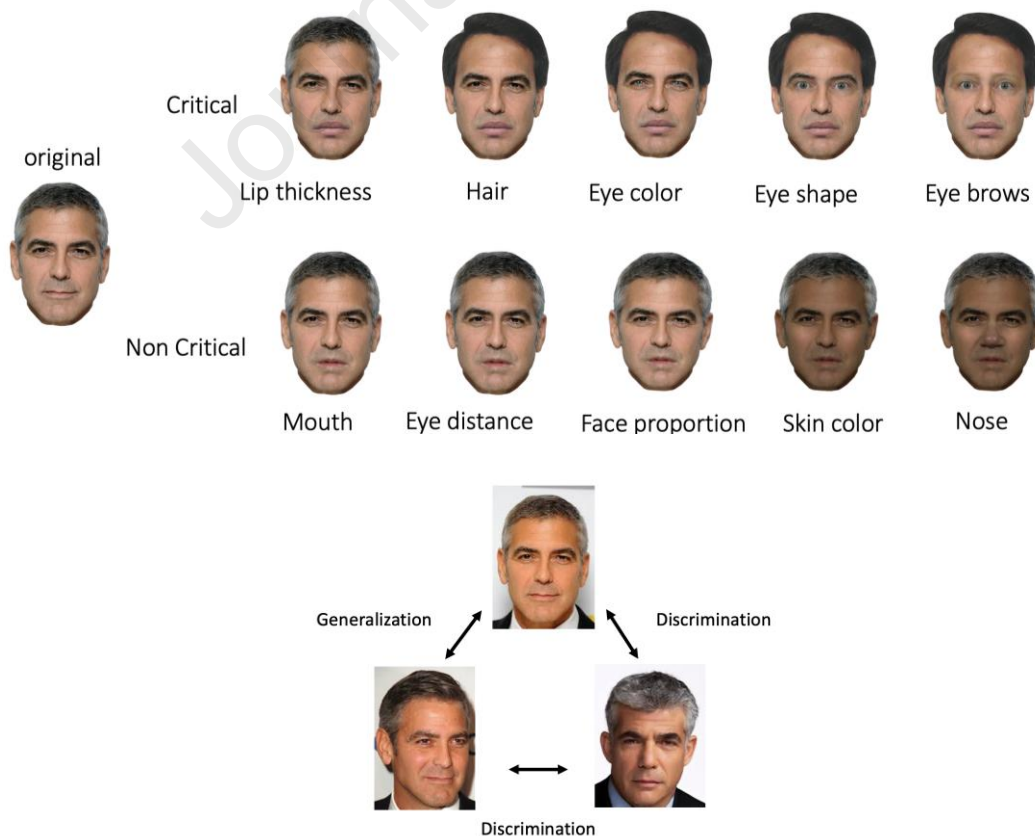 Critical
original
Lip thickness Hair Eye color Eye shape Eye brows
Non Critical
Mouth Eye distance Face proportion Skin color Nose
Generalization Discrimination
Discrimination